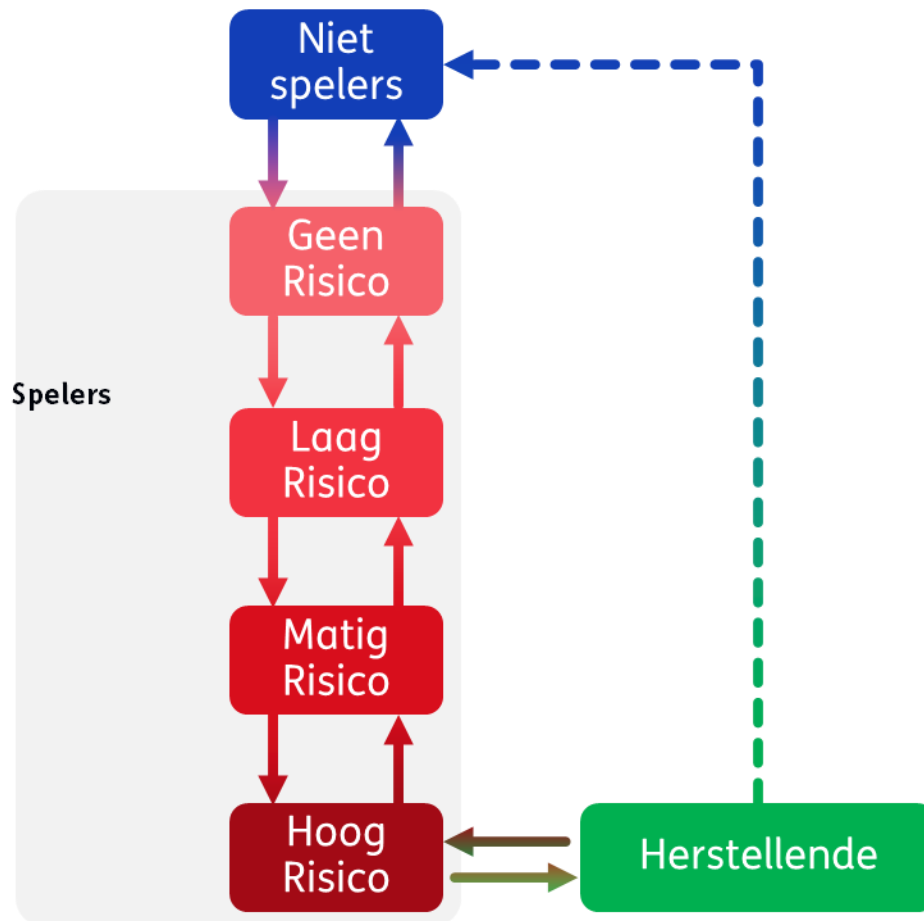 Niet
spelers
Geen
Risico
Spelers
Laag
Risico
Matig
Risico
Hoog
Risico
Herstellende